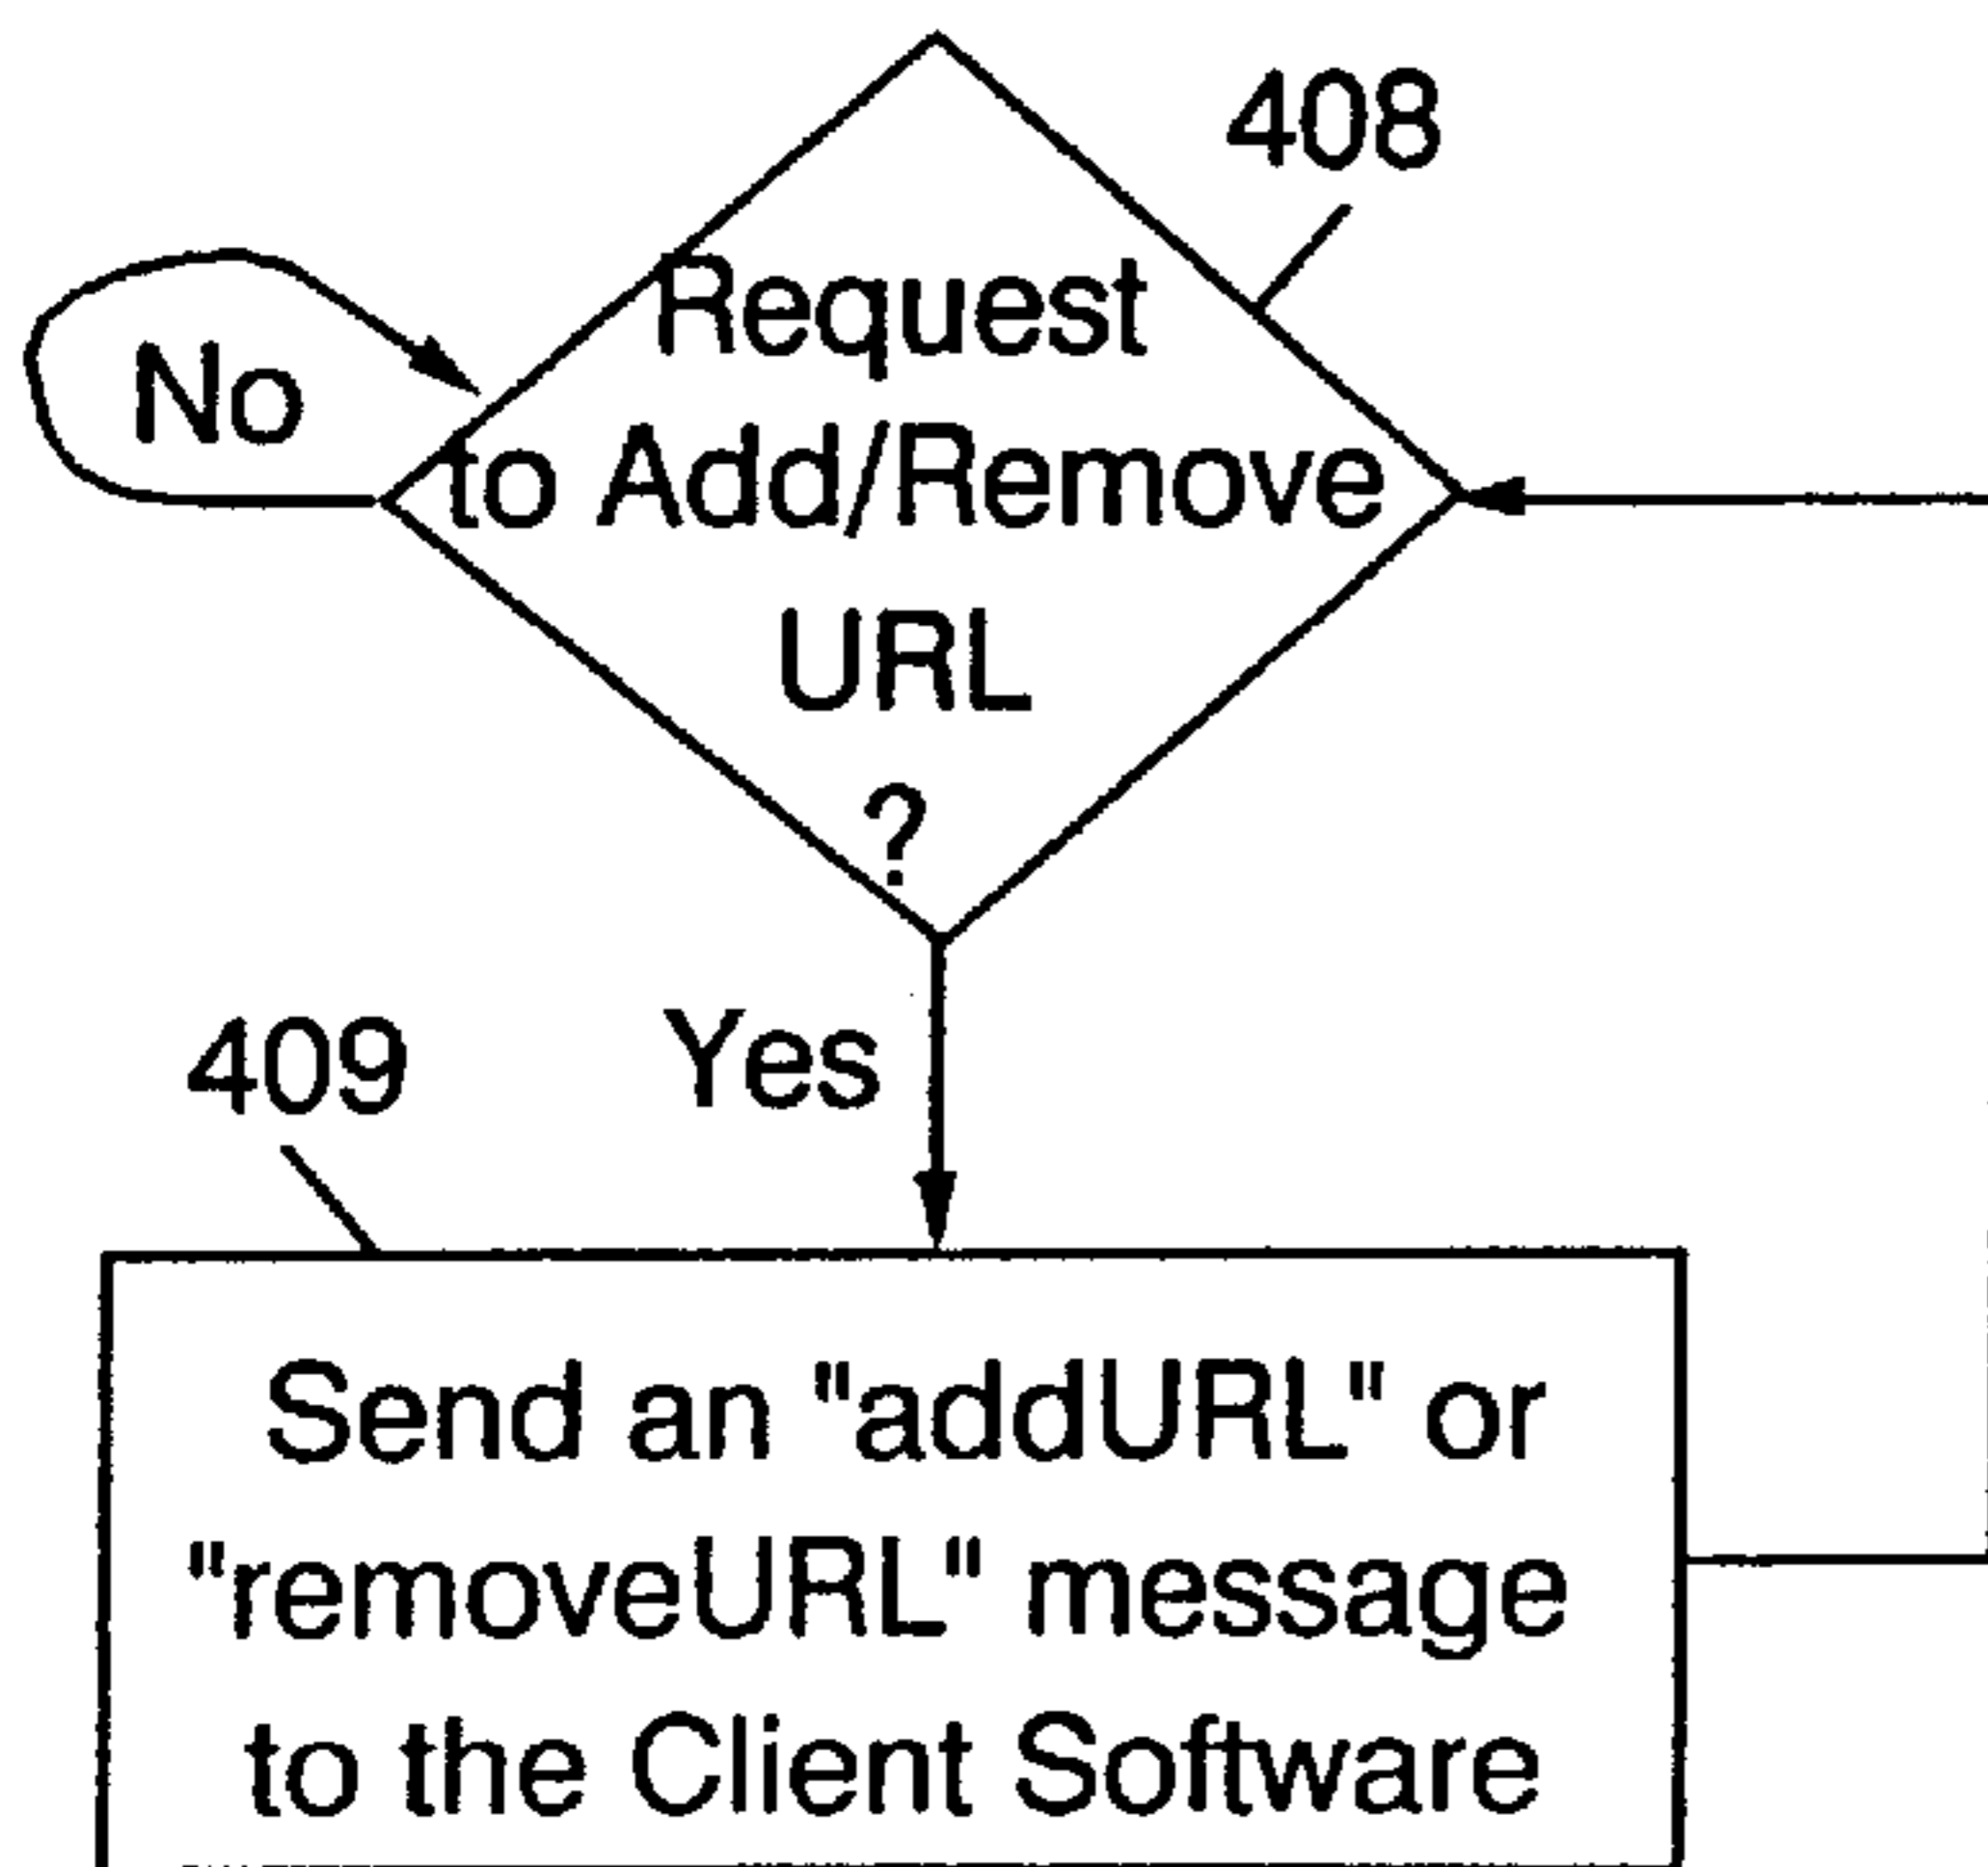 408
Request
No
to Add/Remove
URL
?
Yes
409
Send an "addURL" or
"removeURL" message
to the Client Software